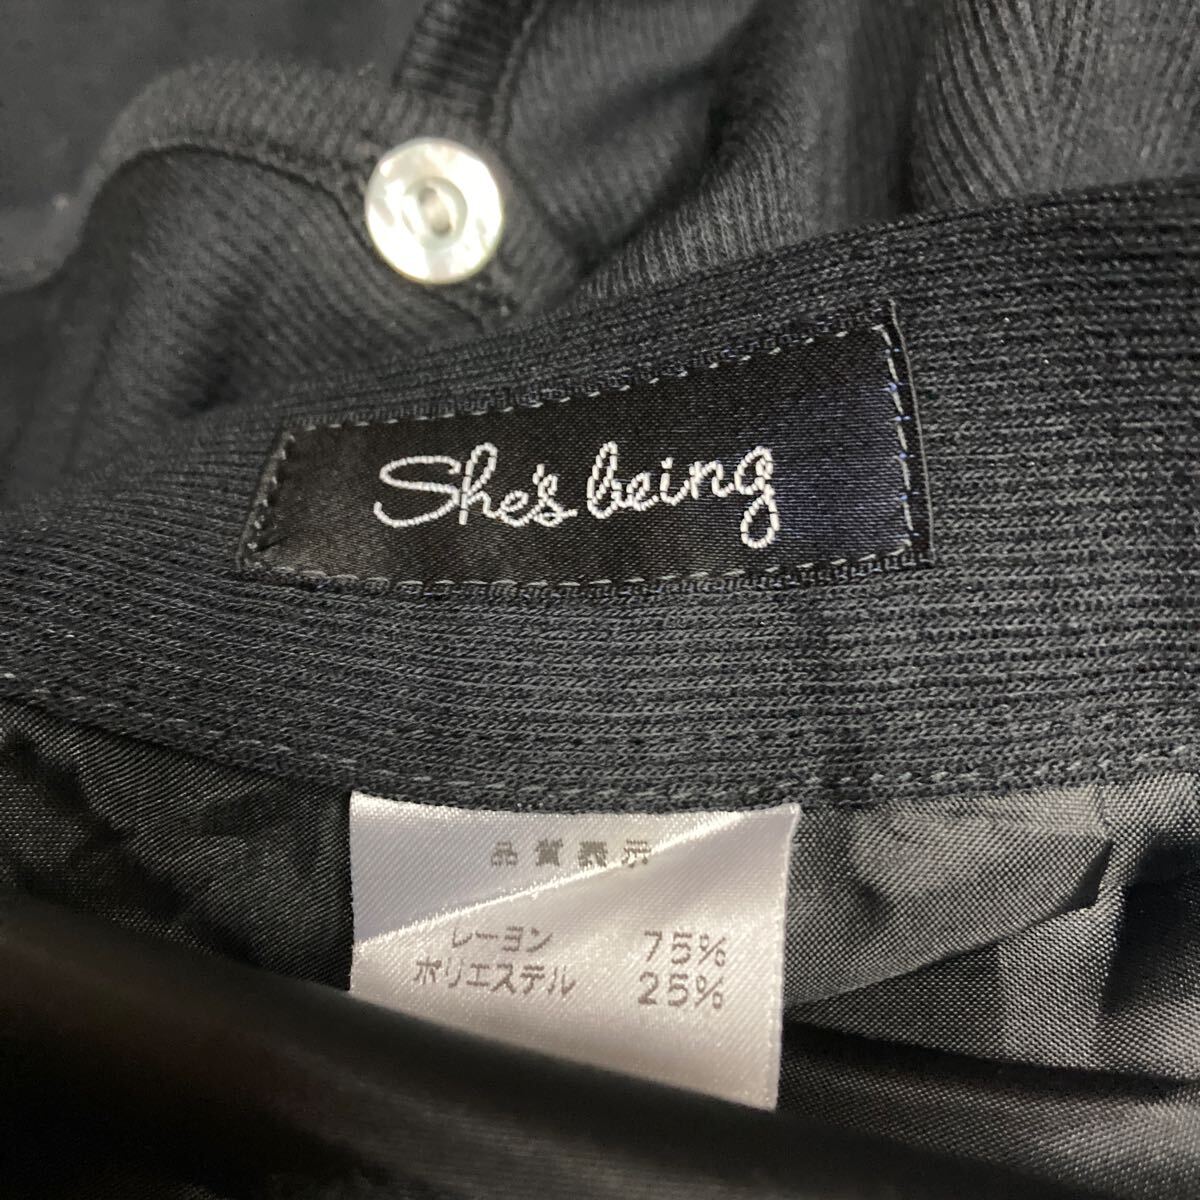 She's being
品質表示
レーヨン 75%
ポリエステル 25%